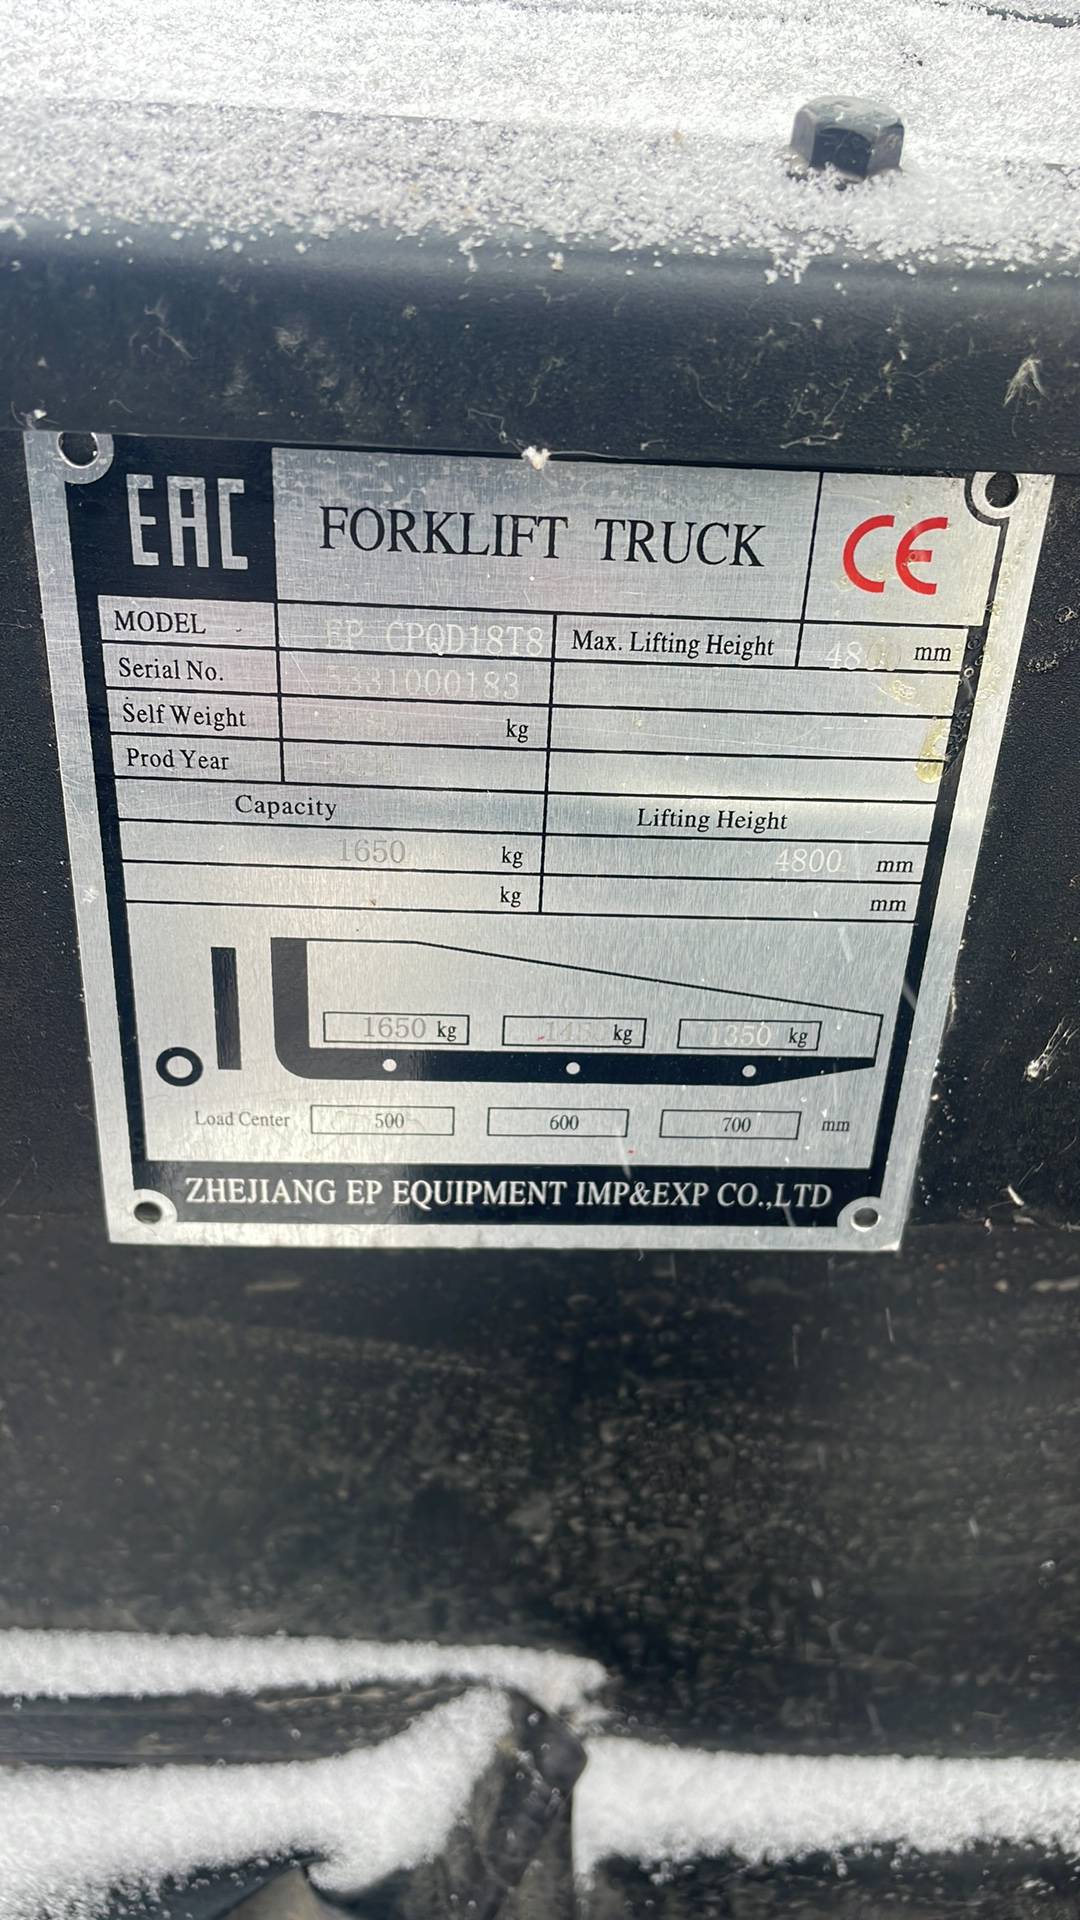 EAC FORKLIFT TRUCK CE
MODEL EP CPQD18T8 Max. Lifting Height 4800 mm
Serial No. 5331000183
Self Weight kg
Prod Year
Capacity Lifting Height
1650 kg 4800 mm
kg mm
1650 kg kg 1350 kg
Load Center 500 600 700 mm
ZHEJIANG EP EQUIPMENT IMP&EXP CO.,LTD